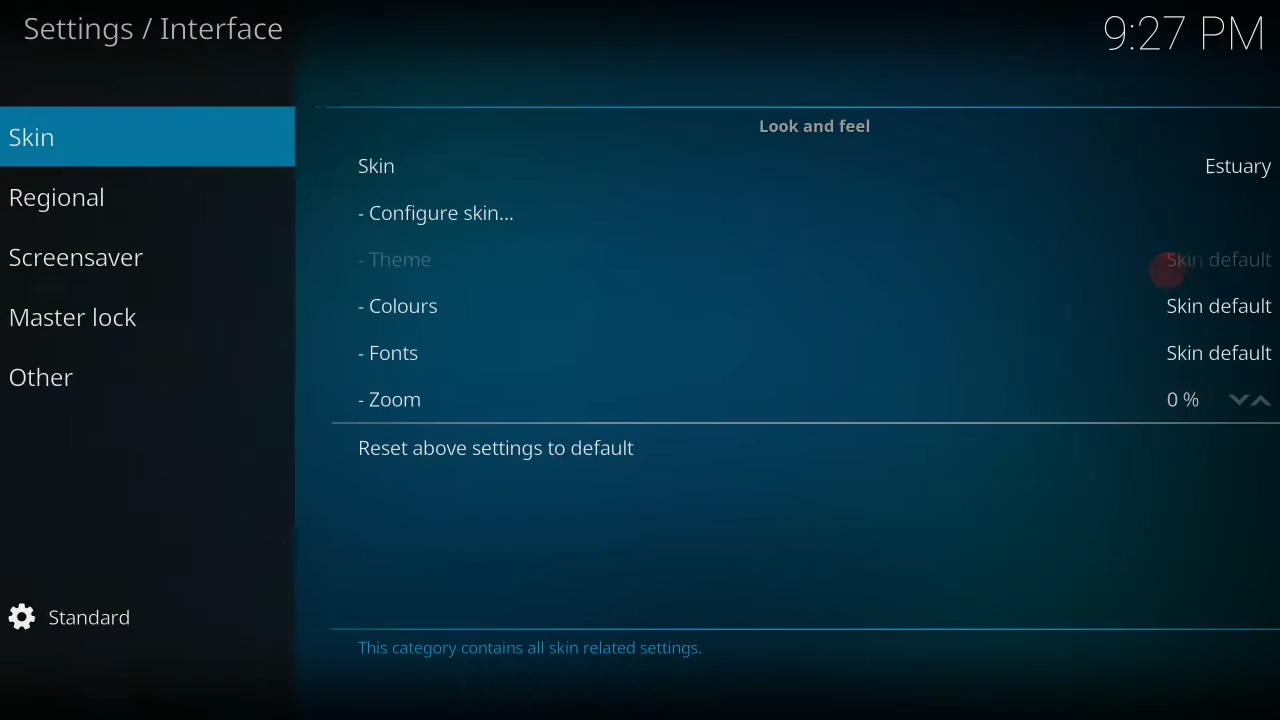 Settings / Interface
9:27 PM
Skin
Regional
Screensaver
Master lock
Other
Standard
Look and feel
Skin Estuary
- Configure skin...
- Theme Skin default
- Colours Skin default
- Fonts Skin default
- Zoom 0 %
Reset above settings to default
This category contains all skin related settings.